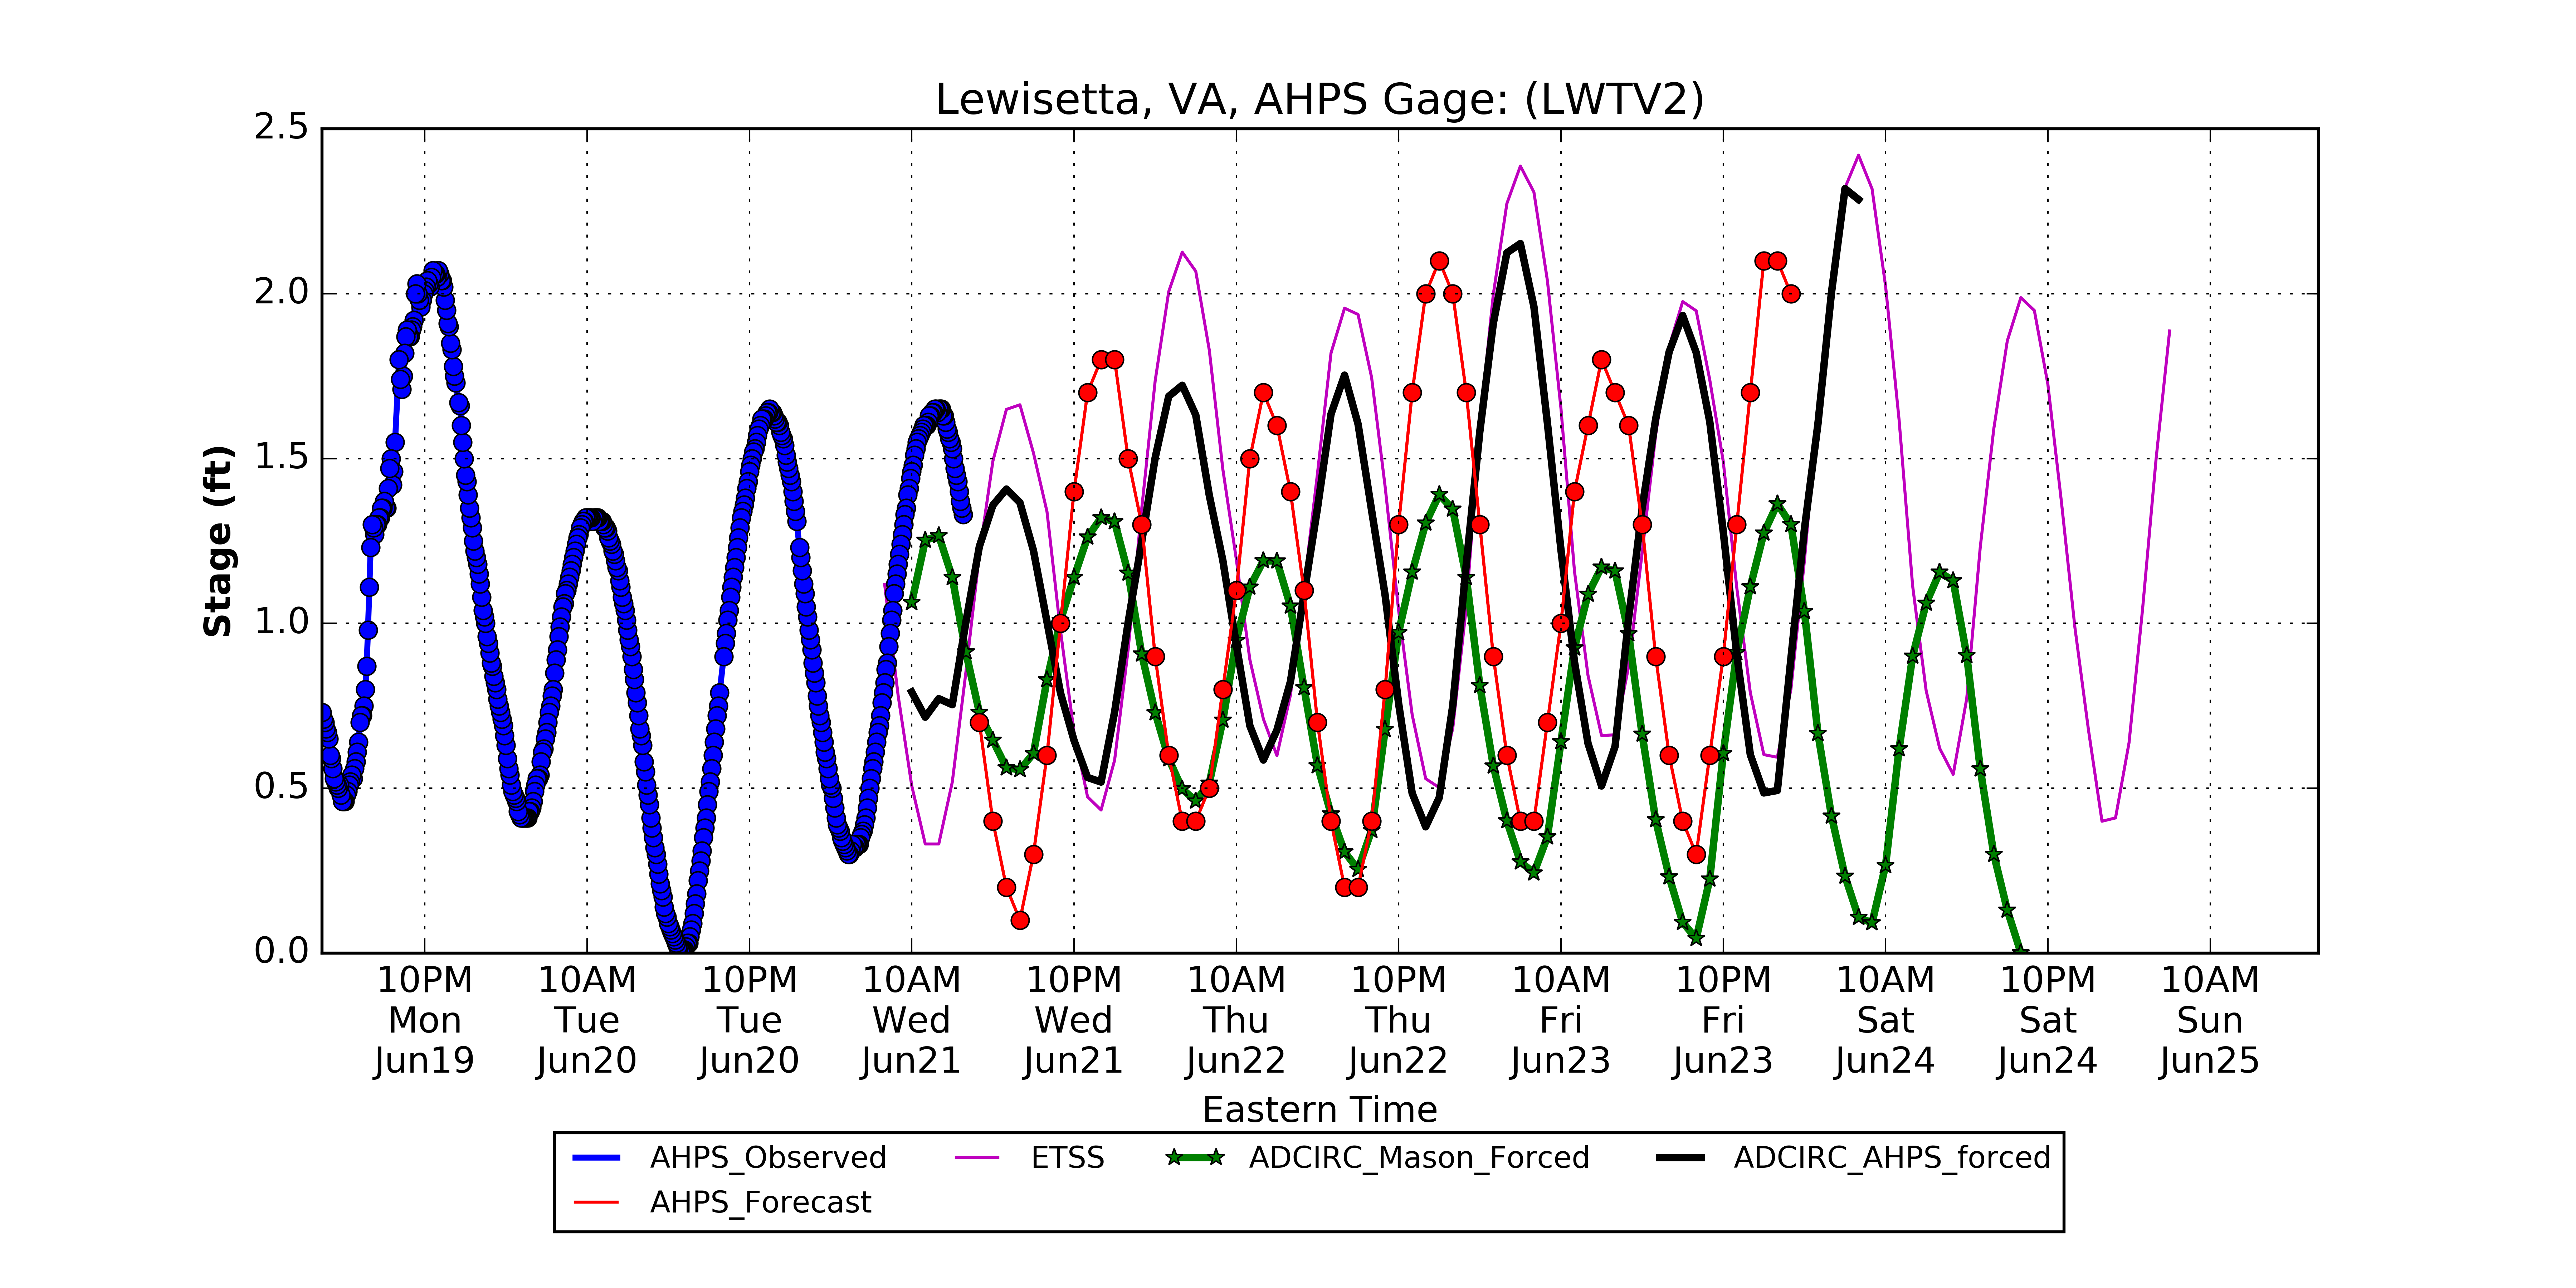 Lewisetta, VA, AHPS Gage: (LWTV2)
2.5
2.0
1.5
1.0
0.5
0.0
Stage (ft)
10PM 10AM 10PM 10AM 10PM 10AM 10PM 10AM 10PM 10AM 10PM 10AM
Mon Tue Tue Wed Wed Thu Thu Fri Fri Sat Sat Sun
Jun19 Jun20 Jun20 Jun21 Jun21 Jun22 Jun22 Jun23 Jun23 Jun24 Jun24 Jun25
Eastern Time
AHPS_Observed ETSS ADCIRC_Mason_Forced ADCIRC_AHPS_forced
AHPS_Forecast